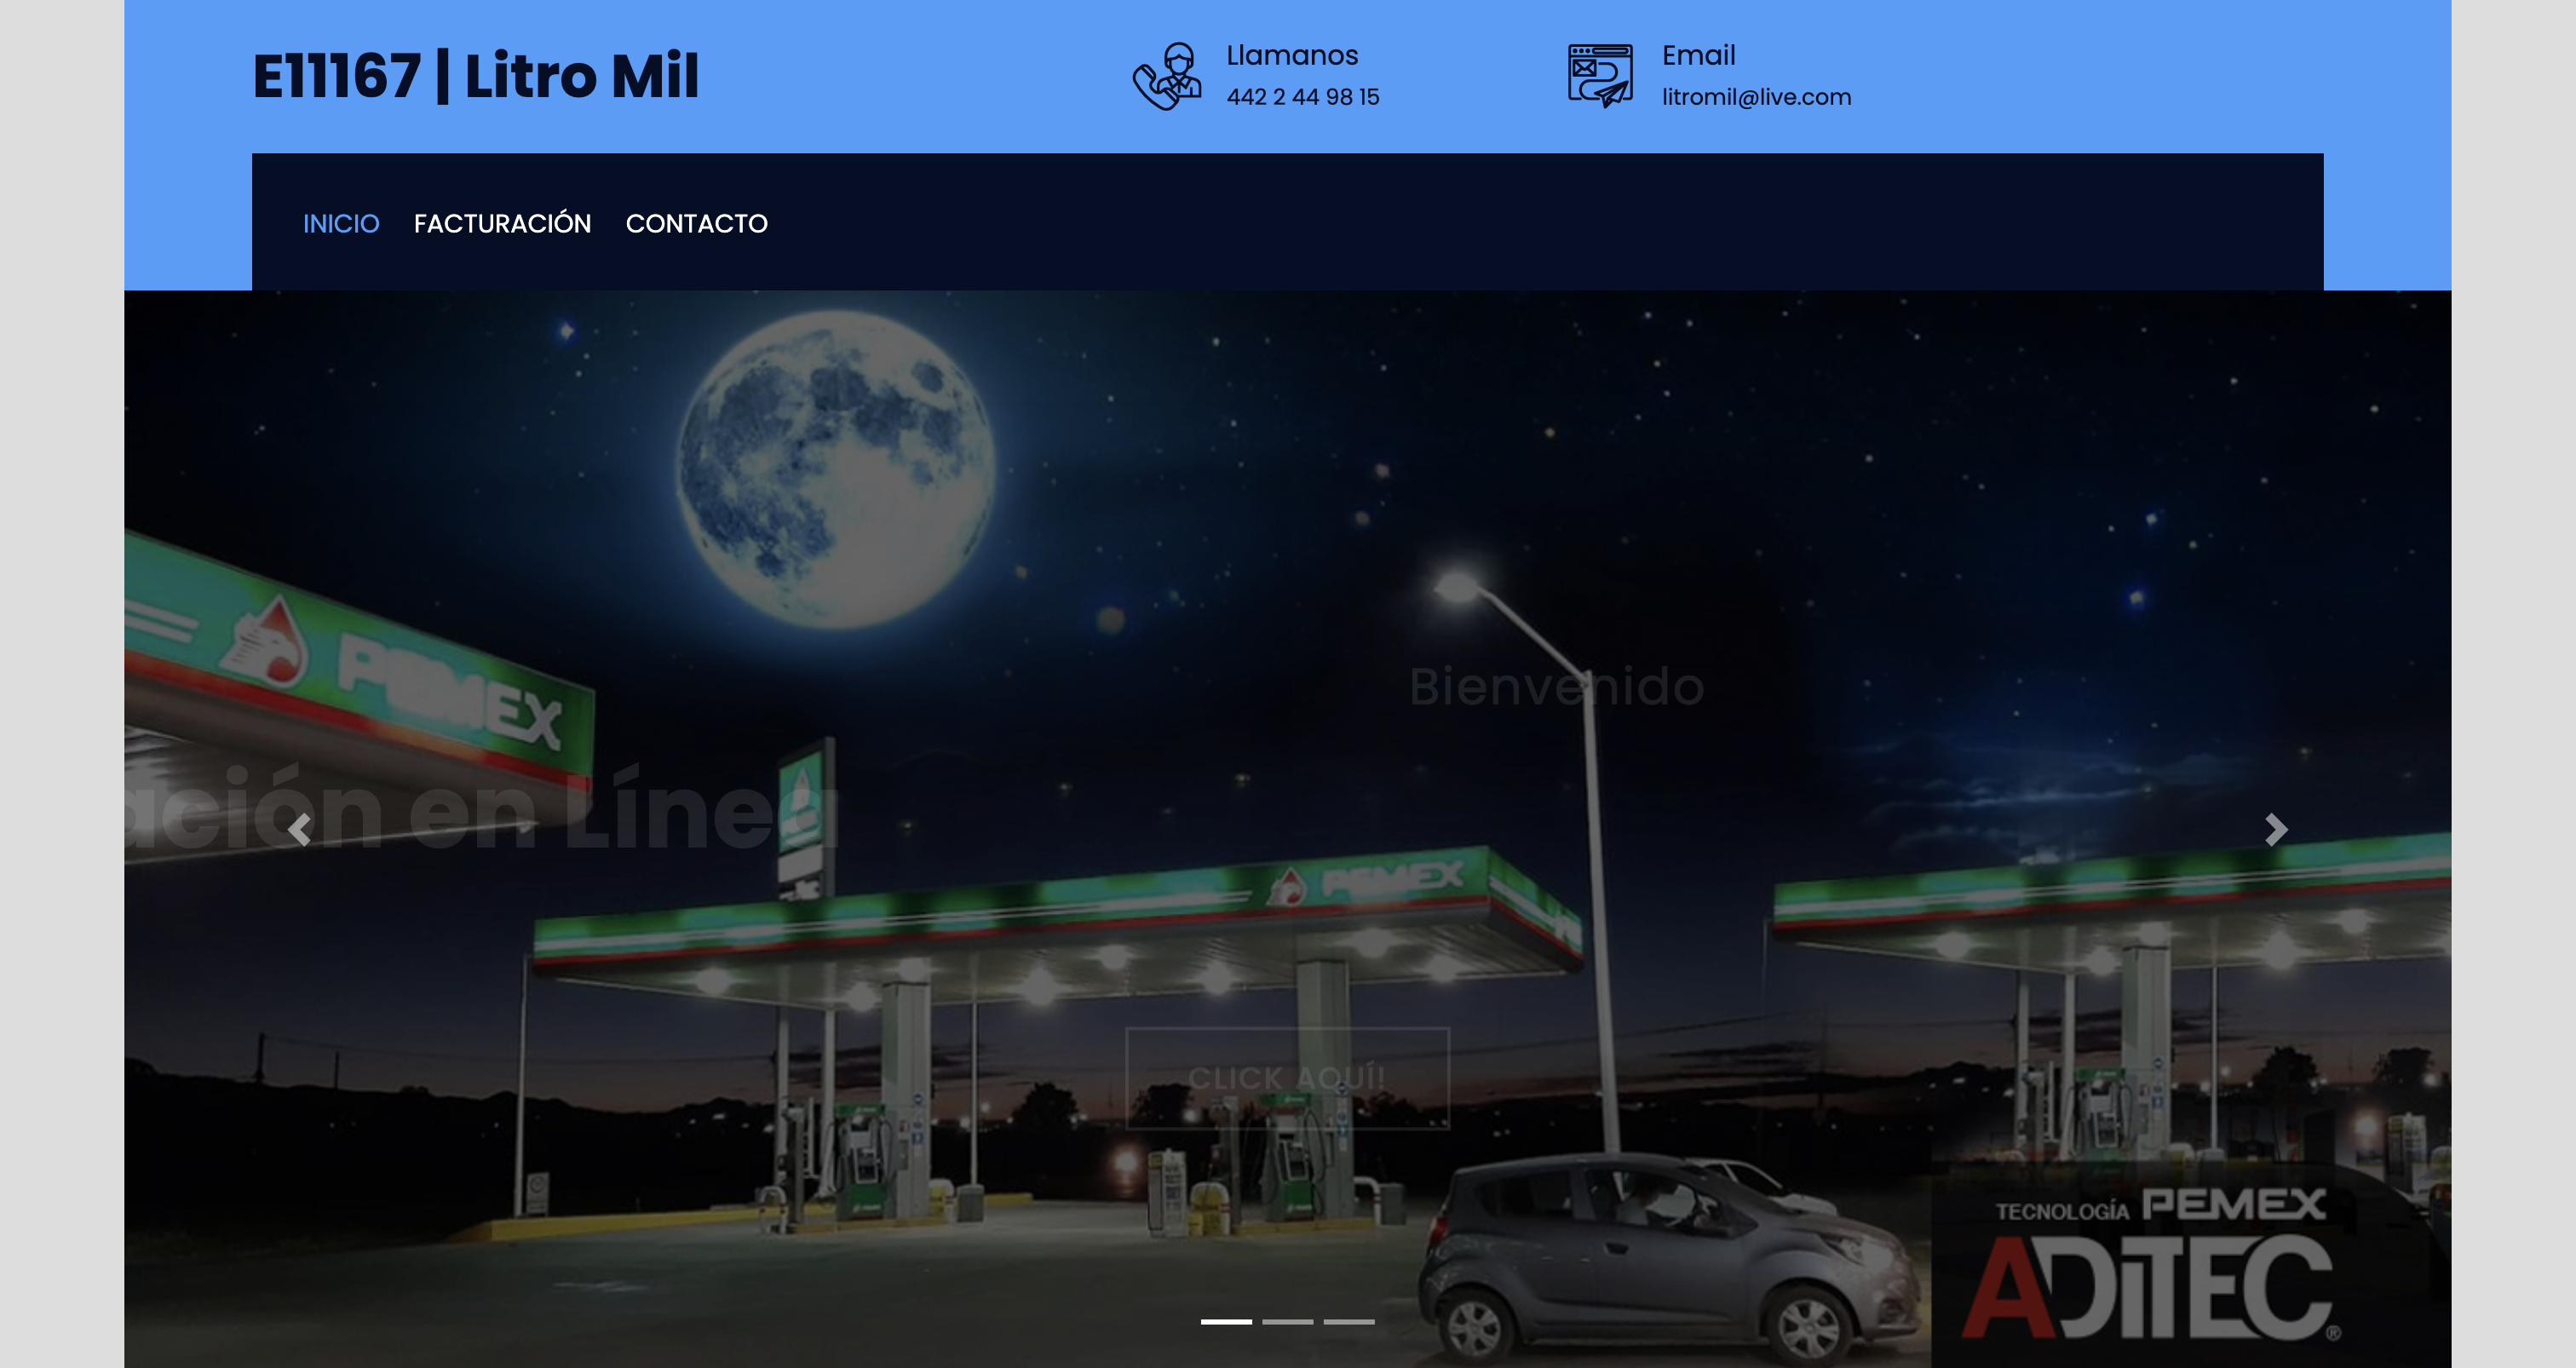 E11167 | Litro Mil
Llamanos
442 2 44 98 15
Email
litromil@live.com
INICIO FACTURACIÓN CONTACTO
PEMEX
Bienvenido
ación en Línea
PEMEX
CLICK AQUÍ!
TECNOLOGÍA PEMEX
ADiTEC®